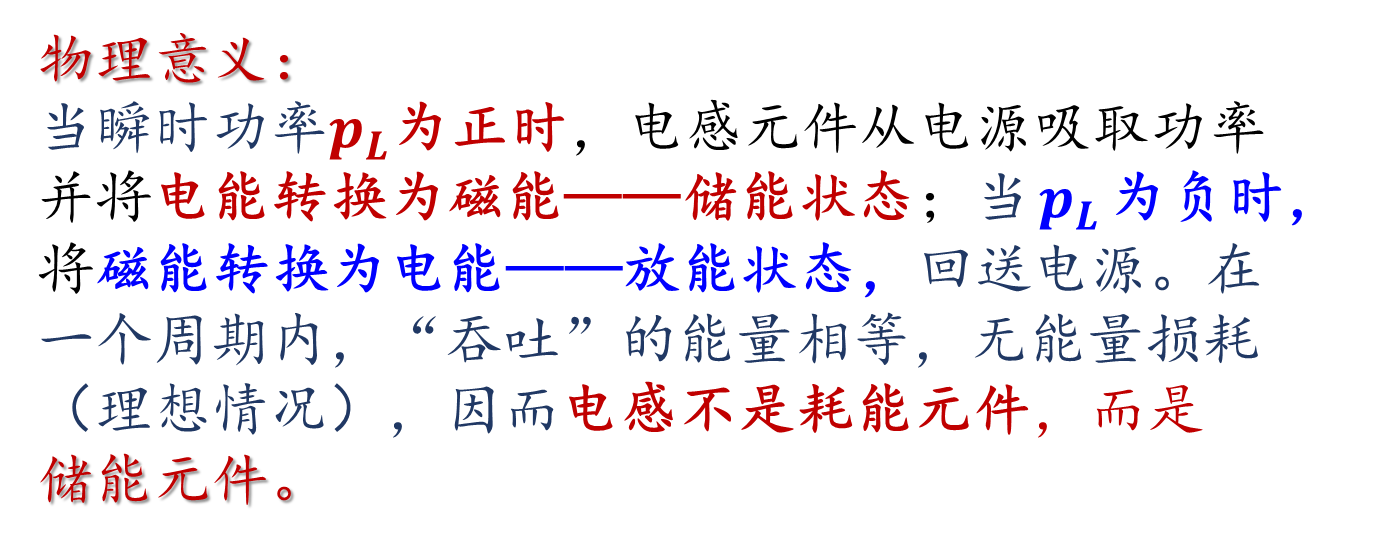 物理意义：
当瞬时功率pL为正时，电感元件从电源吸取功率
并将电能转换为磁能——储能状态；当pL为负时，
将磁能转换为电能——放能状态，回送电源。在
一个周期内，“吞吐”的能量相等，无能量损耗
（理想情况），因而电感不是耗能元件，而是
储能元件。